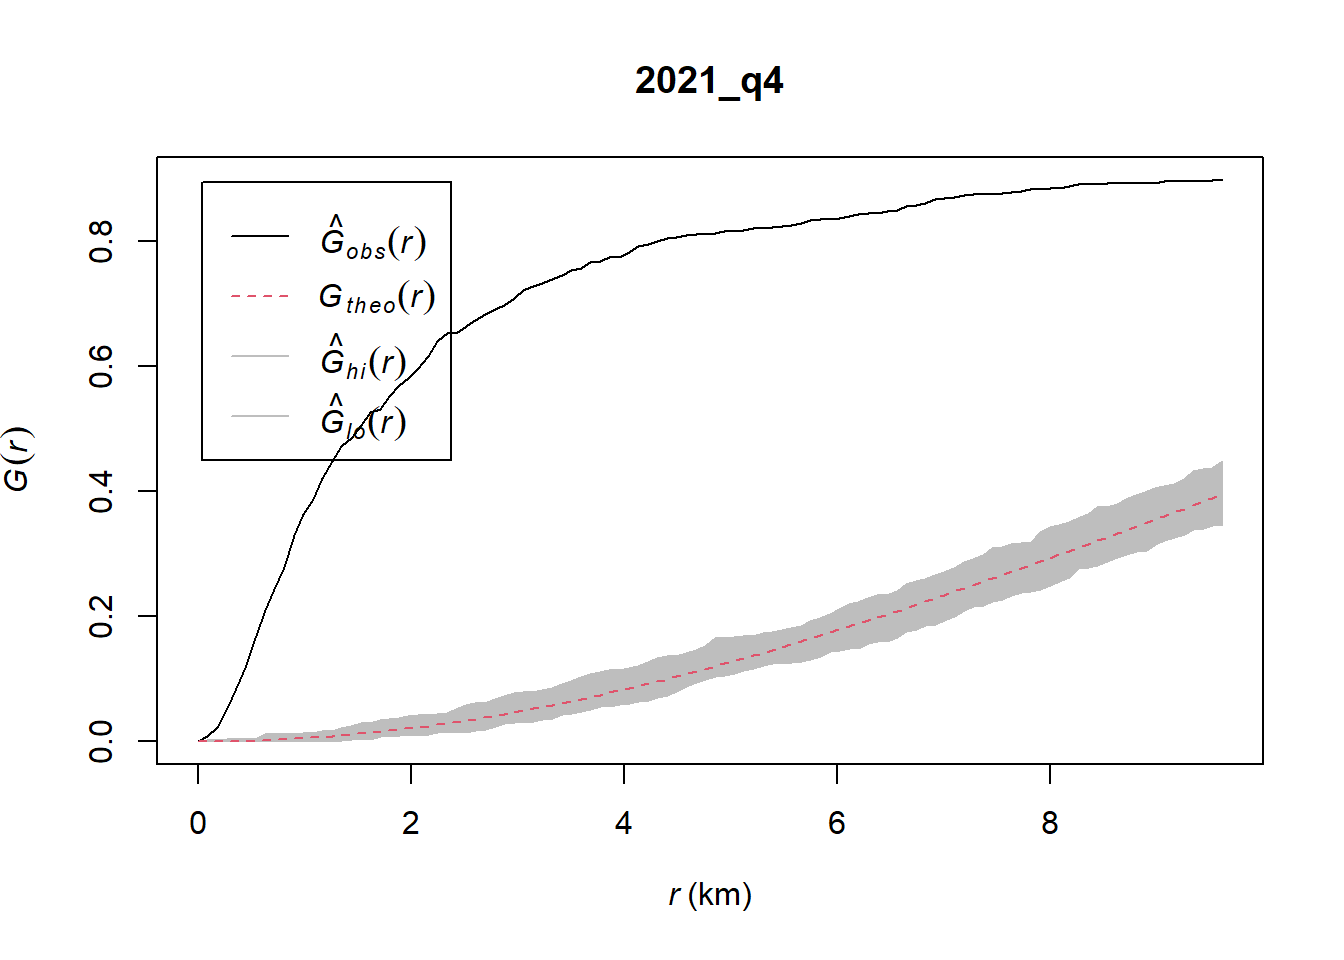 2021_q4
Ĝobs(r)
Gtheo(r)
Ĝhi(r)
Ĝlo(r)
G(r)
0.8
0.6
0.4
0.2
0.0
0 2 4 6 8
r (km)